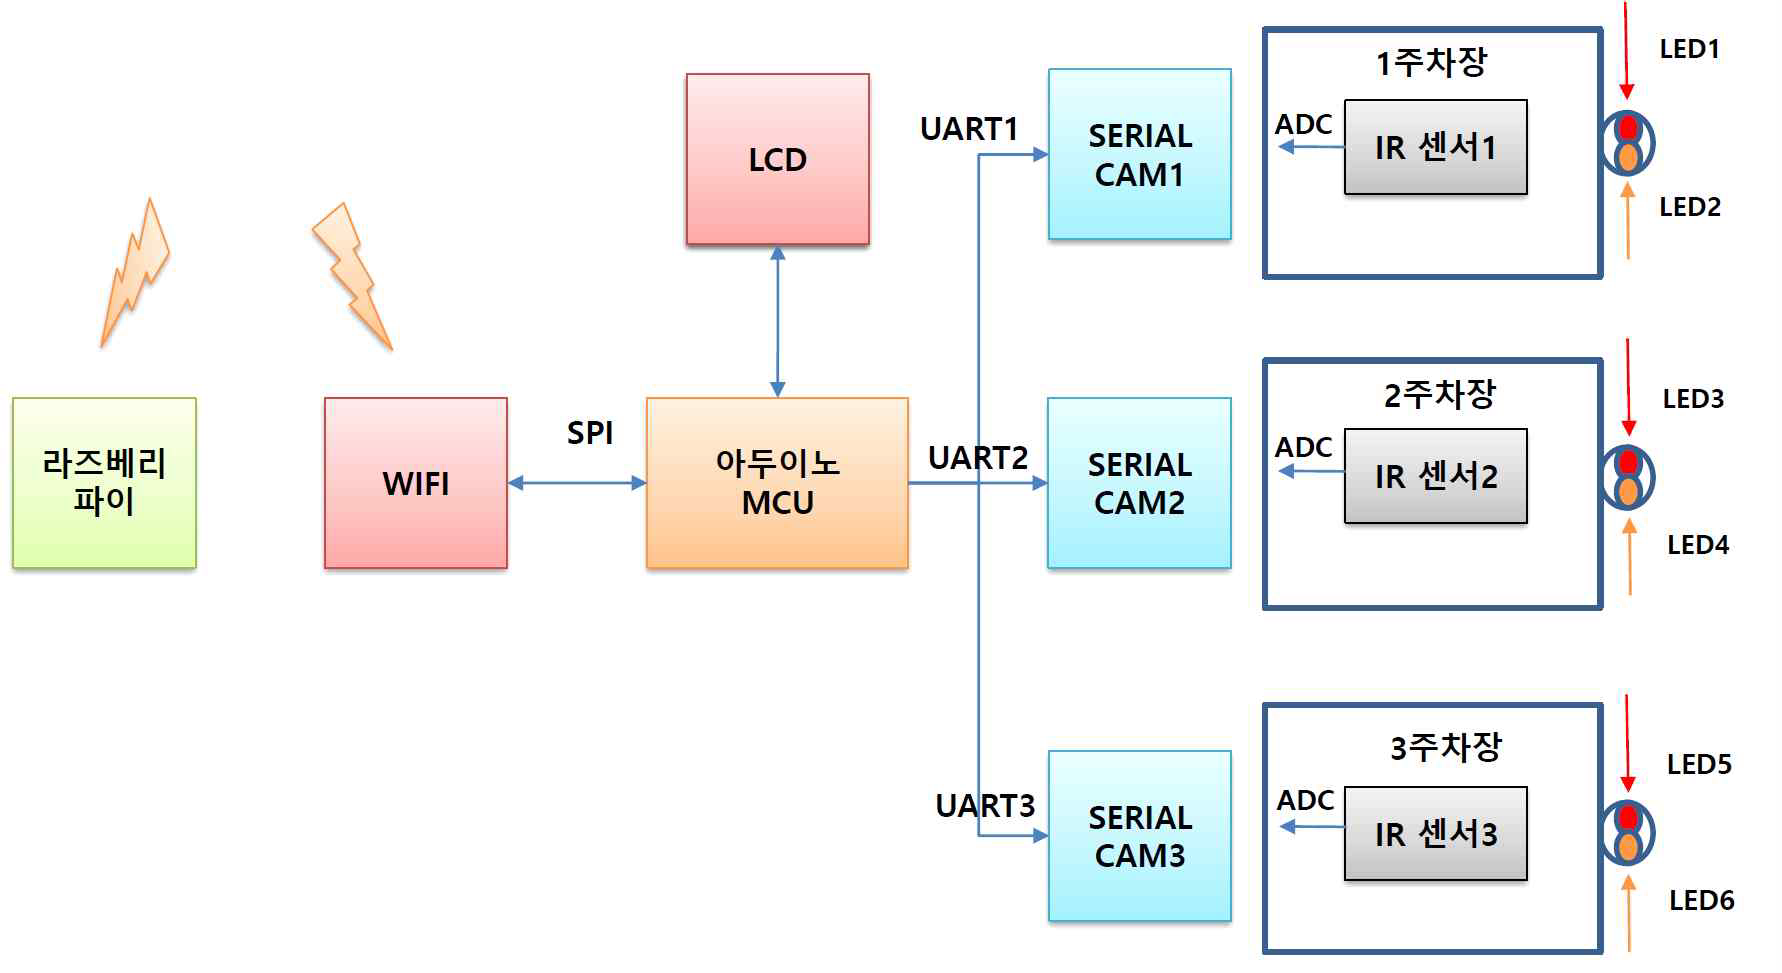 LCD
UART1
SERIAL
CAM1
1주차장
ADC
IR 센서1
LED1
LED2
라즈베리
파이
WIFI
SPI
아두이노
MCU
UART2
SERIAL
CAM2
2주차장
ADC
IR 센서2
LED3
LED4
UART3
SERIAL
CAM3
3주차장
ADC
IR 센서3
LED5
LED6